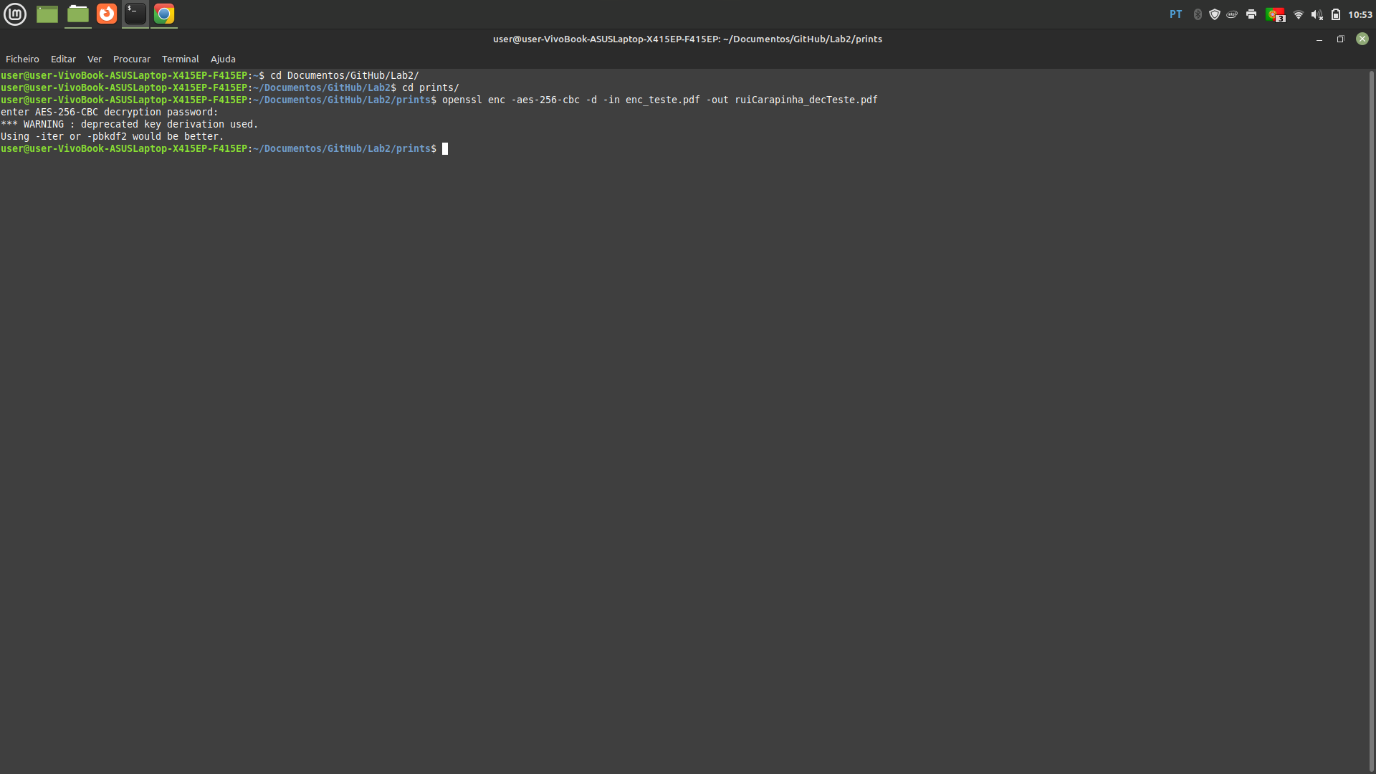 PT
3
10:53
user@user-VivoBook-ASUSLaptop-X415EP-F415EP: ~/Documentos/GitHub/Lab2/prints
Ficheiro Editar Ver Procurar Terminal Ajuda
user@user-VivoBook-ASUSLaptop-X415EP-F415EP:~$ cd Documentos/GitHub/Lab2/
user@user-VivoBook-ASUSLaptop-X415EP-F415EP:~/Documentos/GitHub/Lab2$ cd prints/
user@user-VivoBook-ASUSLaptop-X415EP-F415EP:~/Documentos/GitHub/Lab2/prints$ openssl enc -aes-256-cbc -d -in enc_teste.pdf -out ruiCarapinha_decTeste.pdf
enter AES-256-CBC decryption password:
*** WARNING : deprecated key derivation used.
Using -iter or -pbkdf2 would be better.
user@user-VivoBook-ASUSLaptop-X415EP-F415EP:~/Documentos/GitHub/Lab2/prints$